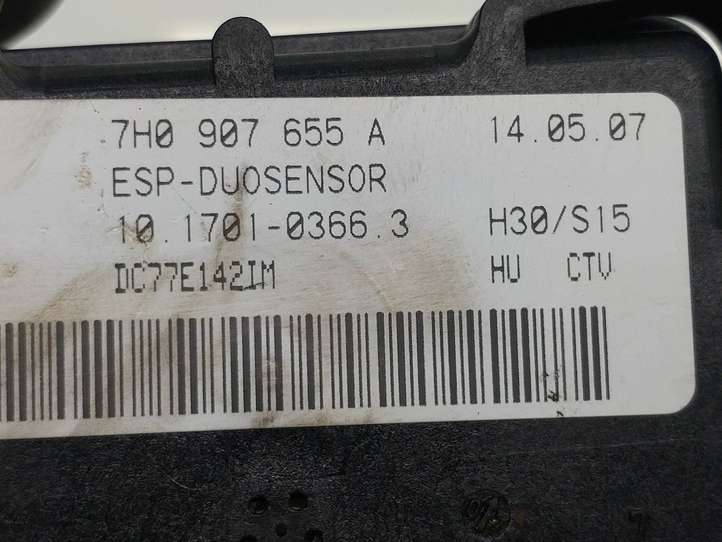 7H0 907 655 A 14.05.07
ESP-DUOSENSOR
10.1701-0366.3 H30/S15
DC77E142IM HU CTV